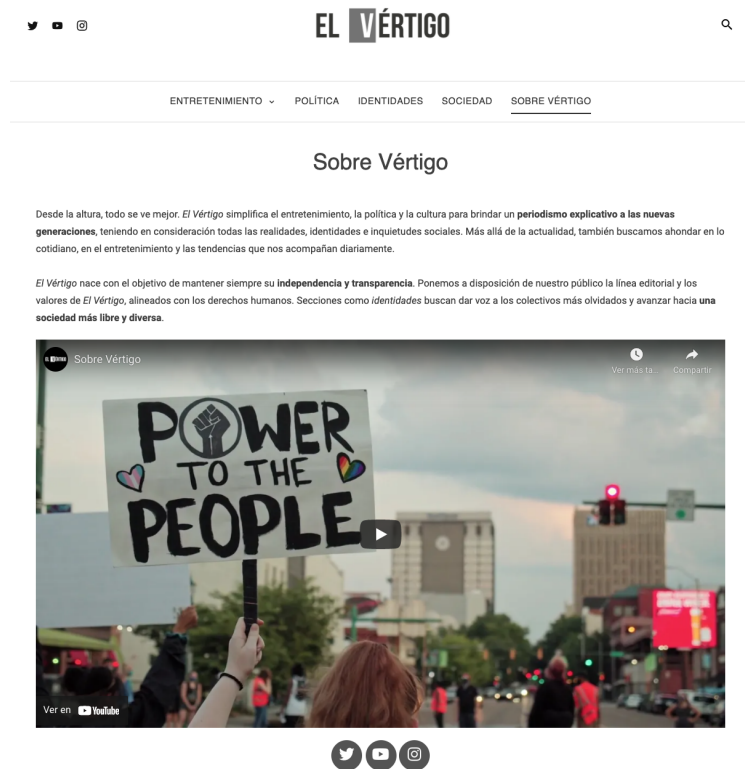 EL VÉRTIGO
ENTRETENIMIENTO POLÍTICA IDENTIDADES SOCIEDAD SOBRE VÉRTIGO
Sobre Vértigo
Desde la altura, todo se ve mejor. El Vértigo simplifica el entretenimiento, la política y la cultura para brindar un periodismo explicativo a las nuevas
generaciones, teniendo en consideración todas las realidades, identidades e inquietudes sociales. Más allá de la actualidad, también buscamos ahondar en lo
cotidiano, en el entretenimiento y las tendencias que nos acompañan diariamente.
El Vértigo nace con el objetivo de mantener siempre su independencia y transparencia. Ponemos a disposición de nuestro público la línea editorial y los
valores de El Vértigo, alineados con los derechos humanos. Secciones como identidades buscan dar voz a los colectivos más olvidados y avanzar hacia una
sociedad más libre y diversa.
EL VÉRTIGO
Sobre Vértigo
Ver más ta...
Compartir
POWER
TO THE
PEOPLE
Ver en YouTube